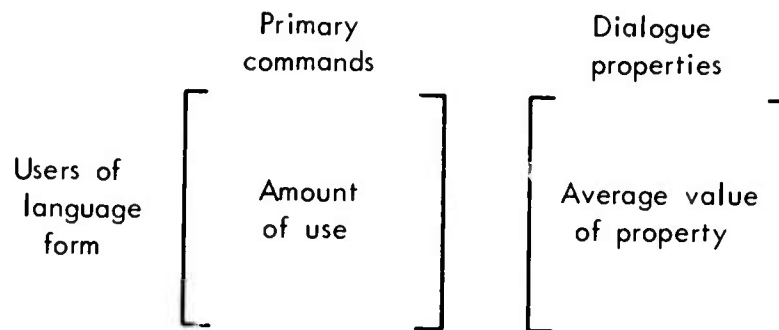 Primary
commands
Dialogue
properties
Users of
language
form
Amount
of use
Average value
of property